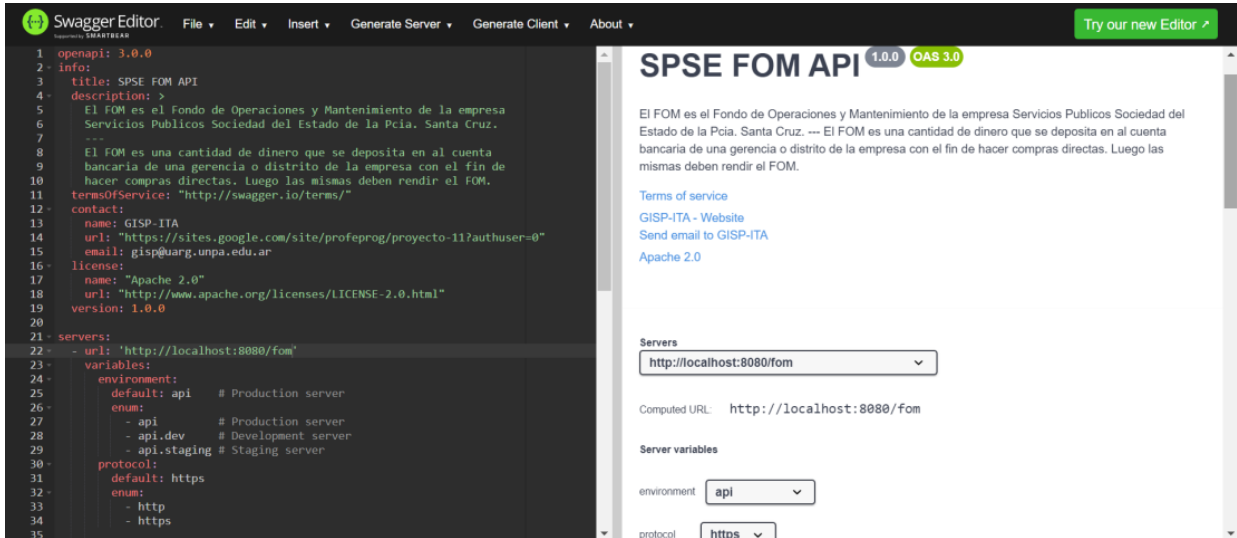 Swagger Editor.
Supported by SMARTBEAR
File
Edit
Insert
Generate Server
Generate Client
About
Try our new Editor
1 openapi: 3.0.0
2 info:
3 title: SPSE FOM API
4 description: >
5 El FOM es el Fondo de Operaciones y Mantenimiento de la empresa
6 Servicios Publicos Sociedad del Estado de la Pcia. Santa Cruz.
7 ---
8 El FOM es una cantidad de dinero que se deposita en al cuenta
9 bancaria de una gerencia o distrito de la empresa con el fin de
10 hacer compras directas. Luego las mismas deben rendir el FOM.
11 termsOfService: "http://swagger.io/terms/"
12 contact:
13 name: GISP-ITA
14 url: "https://sites.google.com/site/profeprog/proyecto-11?authuser=0"
15 email: gisp@uarg.unpa.edu.ar
16 license:
17 name: "Apache 2.0"
18 url: "http://www.apache.org/licenses/LICENSE-2.0.html"
19 version: 1.0.0
20
21 servers:
22 - url: 'http://localhost:8080/fom'
23 variables:
24 environment:
25 default: api # Production server
26 enum:
27 - api # Production server
28 - api.dev # Development server
29 - api.staging # Staging server
30 protocol:
31 default: https
32 enum:
33 - http
34 - https
35
SPSE FOM API 1.0.0 OAS 3.0
El FOM es el Fondo de Operaciones y Mantenimiento de la empresa Servicios Publicos Sociedad del
Estado de la Pcia. Santa Cruz. --- El FOM es una cantidad de dinero que se deposita en al cuenta
bancaria de una gerencia o distrito de la empresa con el fin de hacer compras directas. Luego las
mismas deben rendir el FOM.
Terms of service
GISP-ITA - Website
Send email to GISP-ITA
Apache 2.0
Servers
http://localhost:8080/fom
Computed URL: http://localhost:8080/fom
Server variables
environment api
protocol https